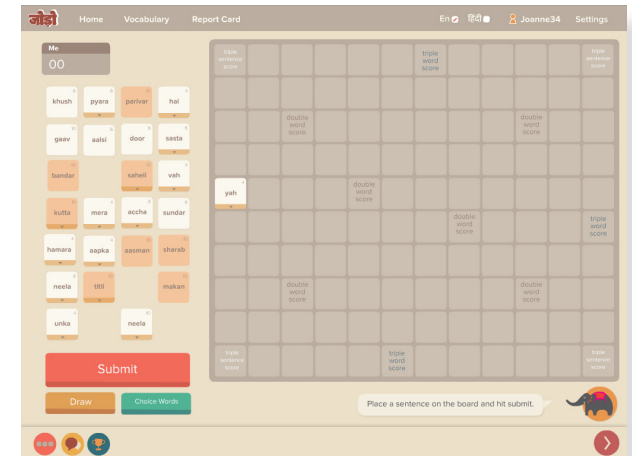 जोड़ो Home Vocabulary Report Card En हिंदी Joanne34 Settings
Me
00
khush pyara parivar hai
gaav aalsi door sasta
bandar saheli vah
kutta mera accha sundar
hamara aapka aasman sharab
neela titli makan
unka neela
Submit
Draw Choice Words
triple sentence score
triple word score
triple sentence score
double word score
double word score
yah
double word score
double word score
triple word score
double word score
double word score
triple sentence score
triple word score
triple sentence score
Place a sentence on the board and hit submit.